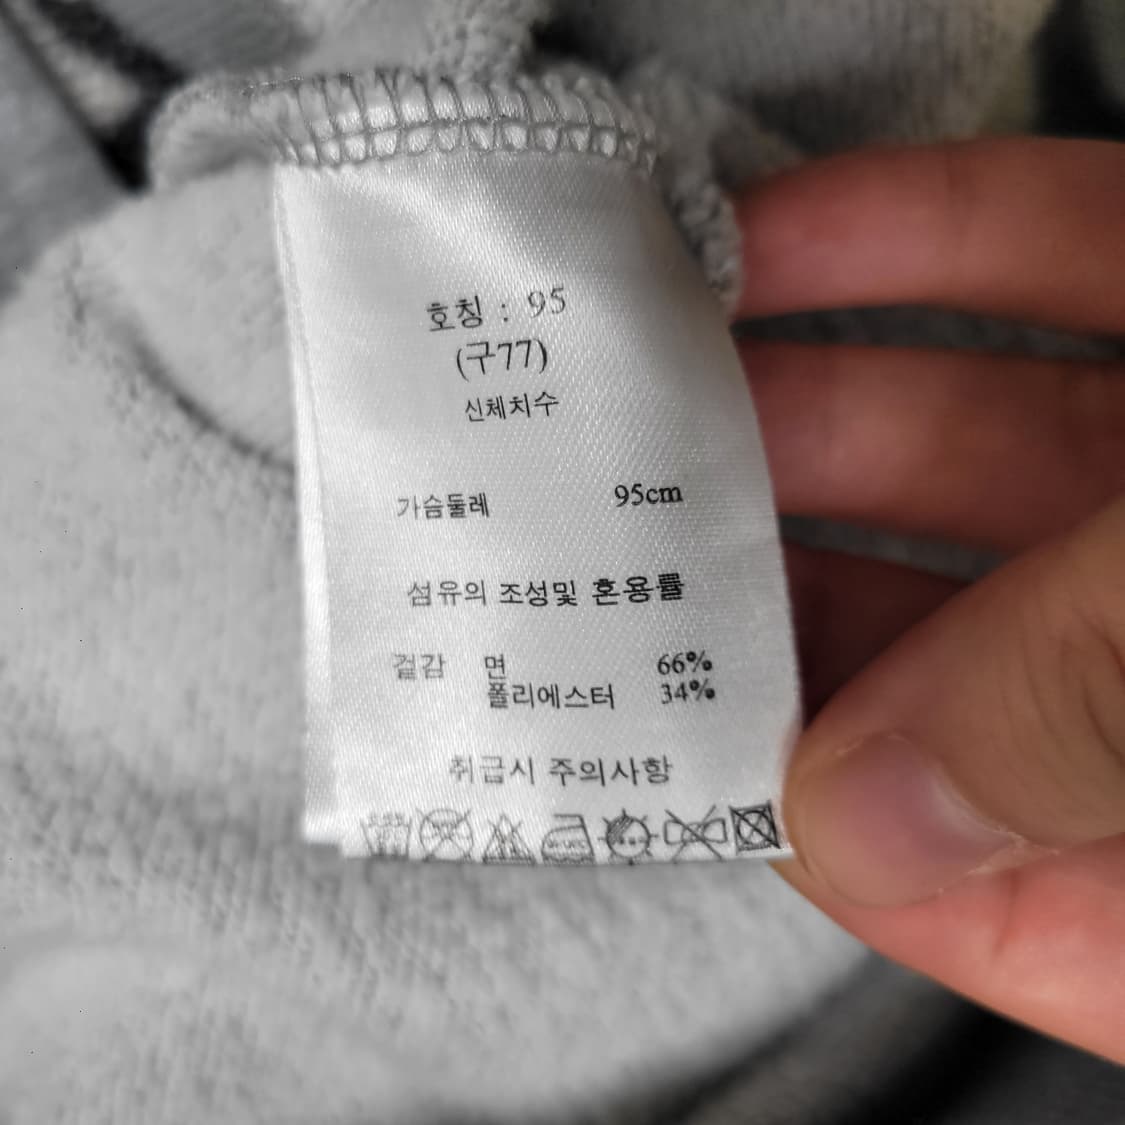 호칭 : 95
(구77)
신체치수
가슴둘레 95cm
섬유의 조성및 혼용률
겉감 면 66%
폴리에스터 34%
취급시 주의사항